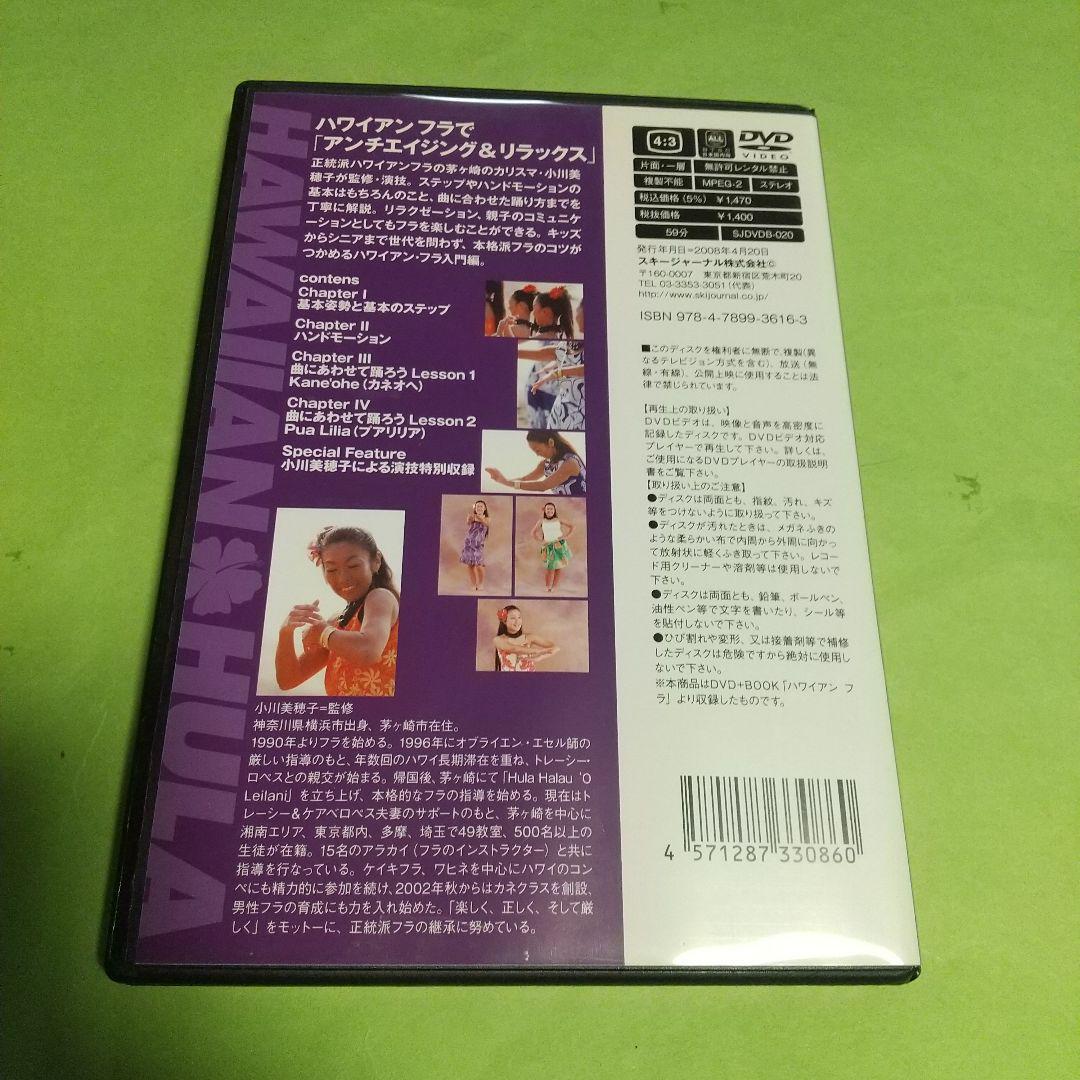 HAWAIIAN HULA
ハワイアン フラで
「アンチエイジング&リラックス」
正統派ハワイアンフラの茅ヶ崎のカリスマ・小川美
穂子が監修・演技。ステップやハンドモーションの
基本はもちろんのこと、曲に合わせた踊り方までを
丁寧に解説。リラクゼーション、親子のコミュニケ
ーションとしてもフラを楽しむことができる。キッズ
からシニアまで世代を問わず、本格派フラのコツが
つかめるハワイアン・フラ入門編。
contens
Chapter I
基本姿勢と基本のステップ
Chapter II
ハンドモーション
Chapter III
曲にあわせて踊ろう Lesson 1
Kane'ohe（カネオヘ）
Chapter IV
曲にあわせて踊ろう Lesson 2
Pua Lilia（プアリリア）
Special Feature
小川美穂子による演技特別収録
小川美穂子=監修
神奈川県横浜市出身、茅ヶ崎市在住。
1990年よりフラを始める。1996年にオブライエン・エセル師の
厳しい指導のもと、年数回のハワイ長期滞在を重ね、トレーシー・
ロペスとの親交が始まる。帰国後、茅ヶ崎にて「Hula Halau 'O
Leilani」を立ち上げ、本格的なフラの指導を始める。現在はト
レーシー&ケアベロペス夫妻のサポートのもと、茅ヶ崎を中心に
湘南エリア、東京都内、多摩、埼玉で49教室、500名以上の
生徒が在籍。15名のアラカイ（フラのインストラクター）と共に
指導を行なっている。ケイキフラ、ワヒネを中心にハワイのコン
ペにも精力的に参加を続け、2002年秋からはカネクラスを創設、
男性フラの育成にも力を入れ始めた。「楽しく、正しく、そして厳
しく」をモットーに、正統派フラの継承に努めている。
4:3 ALL 日本国内向 DVD VIDEO
片面・一層 無許可レンタル禁止
複製不能 MPEG-2 ステレオ
税込価格（5%） ¥1,470
税抜価格 ¥1,400
59分 SJDVDB-020
発行年月日=2008年4月20日
スキージャーナル株式会社©
〒160-0007 東京都新宿区荒木町20
TEL 03-3353-3051（代表）
http://www.skijournal.co.jp/
ISBN 978-4-7899-3616-3
■このディスクを権利者に無断で、複製（異
なるテレビジョン方式を含む）、放送（無
線・有線）、公開上映に使用することは法
律で禁じられています。
【再生上の取り扱い】
DVDビデオは、映像と音声を高密度に
記録したディスクです。DVDビデオ対応
プレイヤーで再生して下さい。詳しくは、
ご使用になるDVDプレイヤーの取扱説明
書をご覧下さい。
【取り扱い上のご注意】
●ディスクは両面とも、指紋、汚れ、キズ
等をつけないように取り扱って下さい。
●ディスクが汚れたときは、メガネふきの
ような柔らかい布で内周から外周に向かっ
て放射状に軽くふき取って下さい。レコー
ド用クリーナーや溶剤等は使用しないで
下さい。
●ディスクは両面とも、鉛筆、ボールペン、
油性ペン等で文字を書いたり、シール等
を貼付しないで下さい。
●ひび割れや変形、又は接着剤等で補修
したディスクは危険ですから絶対に使用し
ないで下さい。
※本商品はDVD+BOOK「ハワイアン フ
ラ」より収録したものです。
4 571287 330860